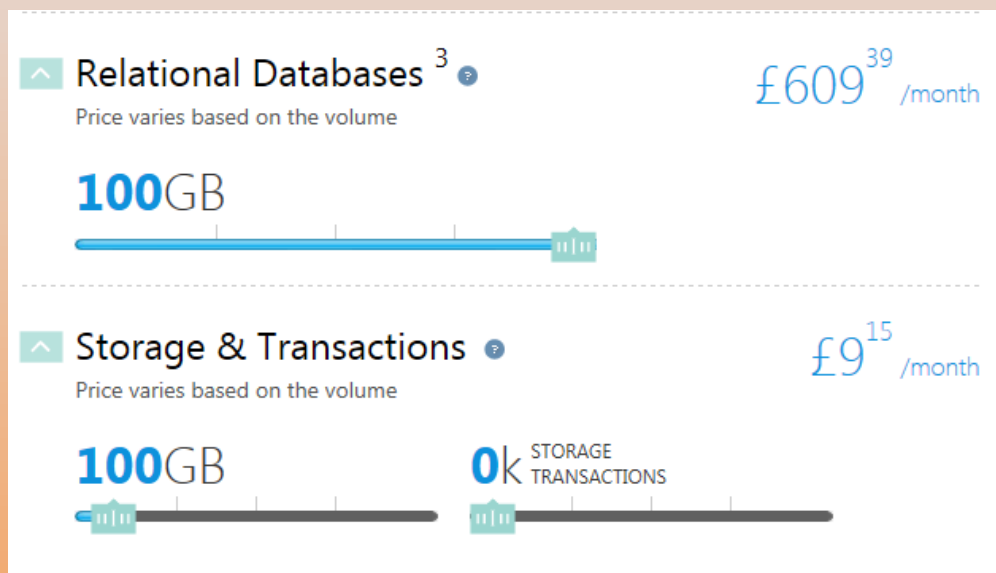 Relational Databases 3 ?
£609 39 /month
Price varies based on the volume
100GB
Storage & Transactions ?
£9 15 /month
Price varies based on the volume
100GB
0k STORAGE
TRANSACTIONS